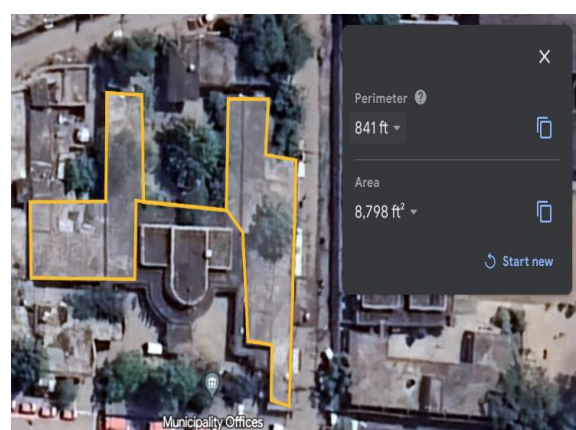 Perimeter
841 ft
Area
8,798 ft²
Start new
Municipality Offices